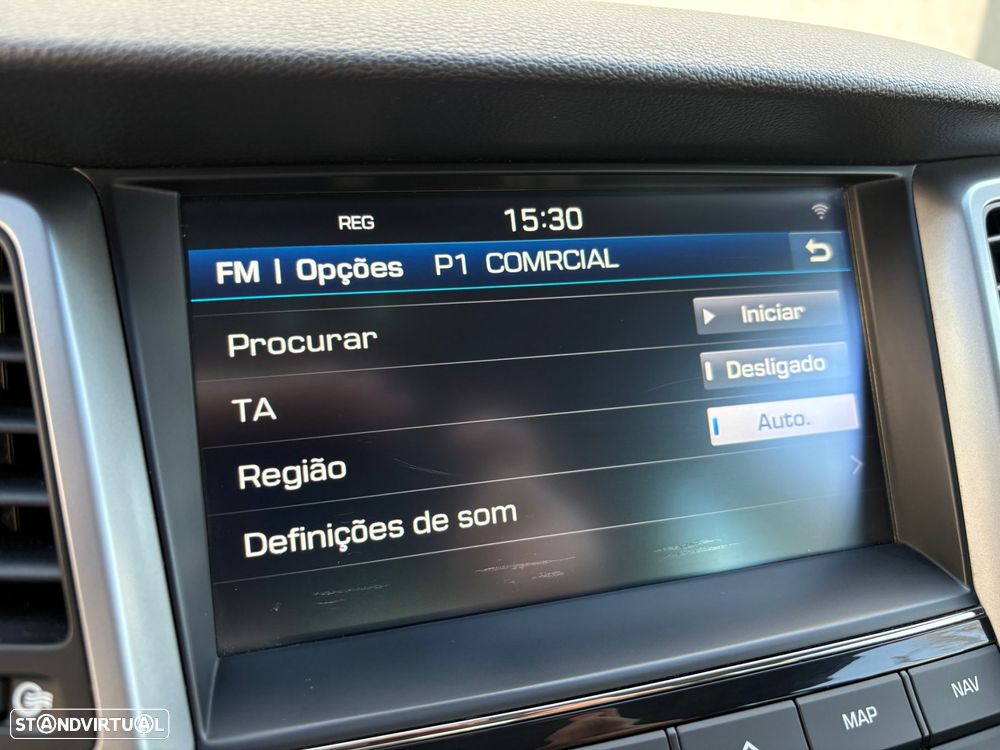 REG 15:30
FM | Opções P1 COMRCIAL
Procurar Iniciar
TA Desligado
Região Auto.
Definições de som
MAP NAV
STANDVIRTUAL